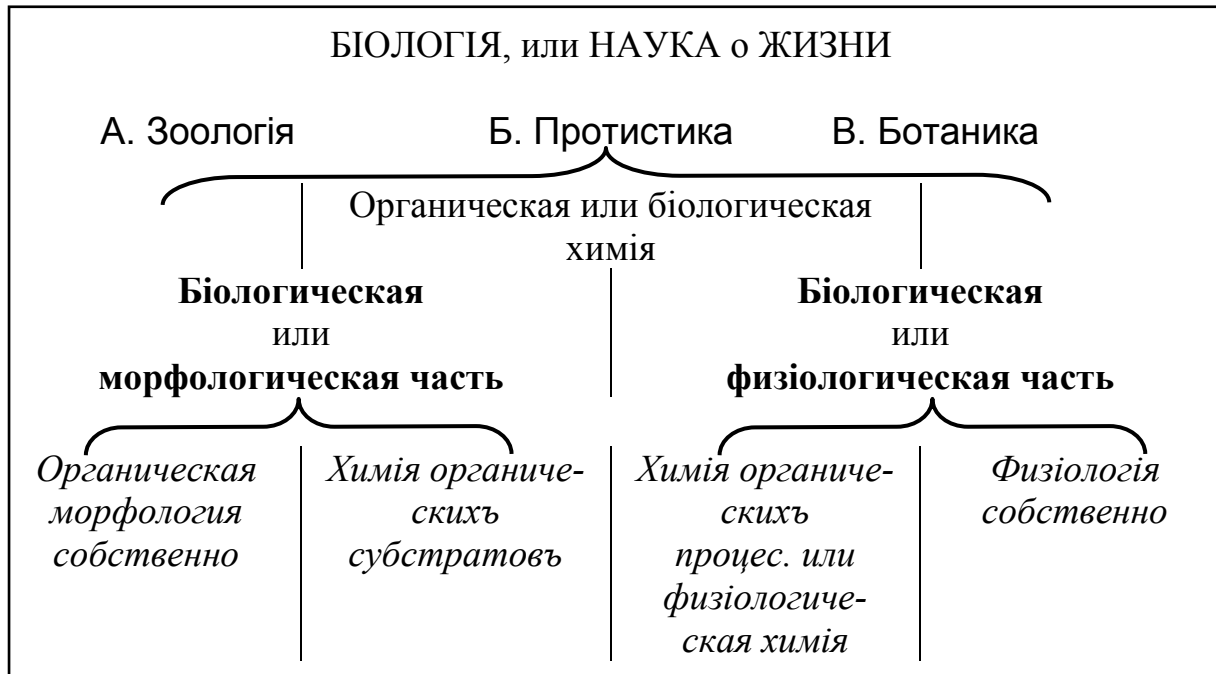 БІОЛОГІЯ, или НАУКА о ЖИЗНИ
А. Зоологія Б. Протистика В. Ботаника
Органическая или біологическая
химія
Біологическая
или
морфологическая часть
Біологическая
или
физіологическая часть
Органическая
морфология
собственно
Химія органиче-
скихъ
субстратовъ
Химія органиче-
скихъ
процес. или
физіологиче-
ская химія
Физіологія
собственно